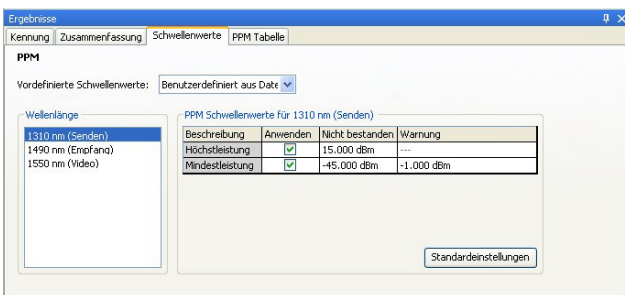 Ergebnisse
Kennung Zusammenfassung Schwellenwerte PPM Tabelle
PPM
Vordefinierte Schwellenwerte: Benutzerdefiniert aus Date
Wellenlänge
1310 nm (Senden)
1490 nm (Empfang)
1550 nm (Video)
PPM Schwellenwerte für 1310 nm (Senden)
Beschreibung Anwenden Nicht bestanden Warnung
Höchstleistung 15.000 dBm ---
Mindestleistung -45.000 dBm -1.000 dBm
Standardeinstellungen